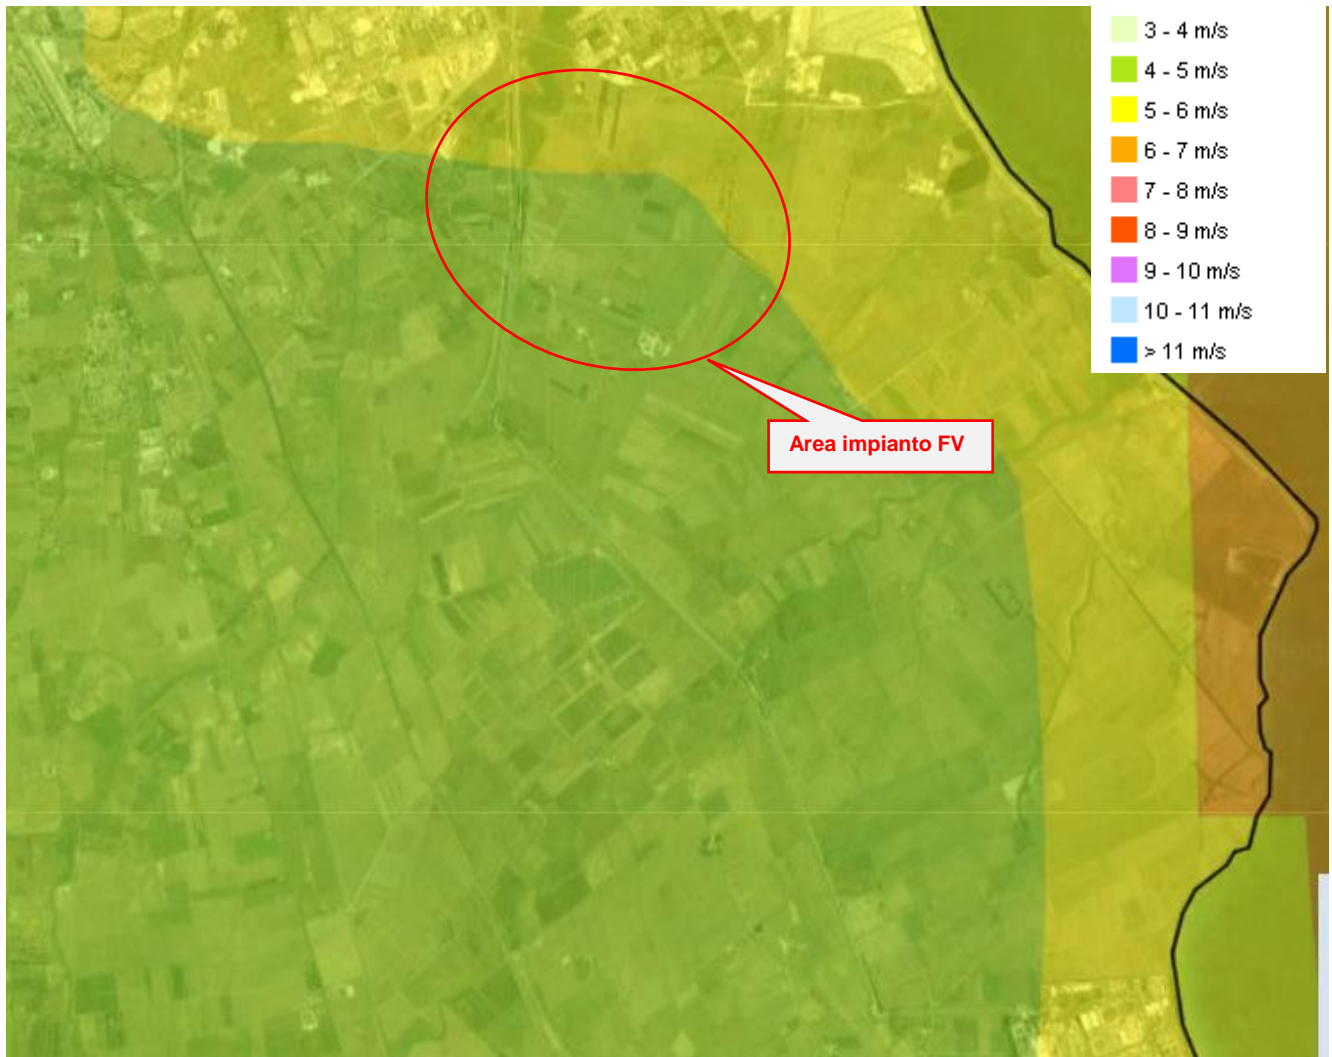 3 - 4 m/s
4 - 5 m/s
5 - 6 m/s
6 - 7 m/s
7 - 8 m/s
8 - 9 m/s
9 - 10 m/s
10 - 11 m/s
> 11 m/s
Area impianto FV